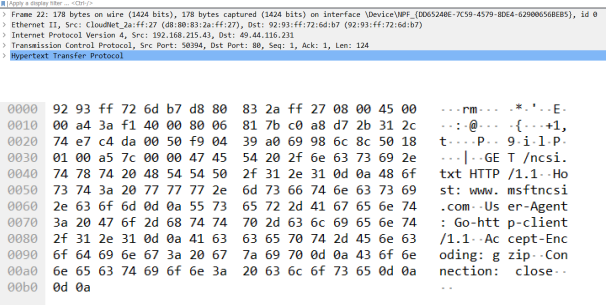 Apply a display filter ... <Ctrl-/>
Frame 22: 178 bytes on wire (1424 bits), 178 bytes captured (1424 bits) on interface \Device\NPF_{DD65240E-7C59-4579-8DE4-62900656BEB5}, id 0
Ethernet II, Src: CloudNet_2a:ff:27 (d8:80:83:2a:ff:27), Dst: 92:93:ff:72:6d:b7 (92:93:ff:72:6d:b7)
Internet Protocol Version 4, Src: 192.168.215.43, Dst: 49.44.116.231
Transmission Control Protocol, Src Port: 50394, Dst Port: 80, Seq: 1, Ack: 1, Len: 124
Hypertext Transfer Protocol
0000 92 93 ff 72 6d b7 d8 80 83 2a ff 27 08 00 45 00 ···rm··· ·*·'··E·
0010 00 a4 3a f1 40 00 80 06 81 7b c0 a8 d7 2b 31 2c ··:·@··· ·{···+1,
0020 74 e7 c4 da 00 50 f9 04 39 a0 69 98 6c 8c 50 18 t····P·· 9·i·l·P·
0030 01 00 a5 7c 00 00 47 45 54 20 2f 6e 63 73 69 2e ···|··GE T /ncsi.
0040 74 78 74 20 48 54 54 50 2f 31 2e 31 0d 0a 48 6f txt HTTP /1.1··Ho
0050 73 74 3a 20 77 77 77 2e 6d 73 66 74 6e 63 73 69 st: www. msftncsi
0060 2e 63 6f 6d 0d 0a 55 73 65 72 2d 41 67 65 6e 74 .com··Us er-Agent
0070 3a 20 47 6f 2d 68 74 74 70 2d 63 6c 69 65 6e 74 : Go-htt p-client
0080 2f 31 2e 31 0d 0a 41 63 63 65 70 74 2d 45 6e 63 /1.1··Ac cept-Enc
0090 6f 64 69 6e 67 3a 20 67 7a 69 70 0d 0a 43 6f 6e oding: g zip··Con
00a0 6e 65 63 74 69 6f 6e 3a 20 63 6c 6f 73 65 0d 0a nection: close··
00b0 0d 0a ··